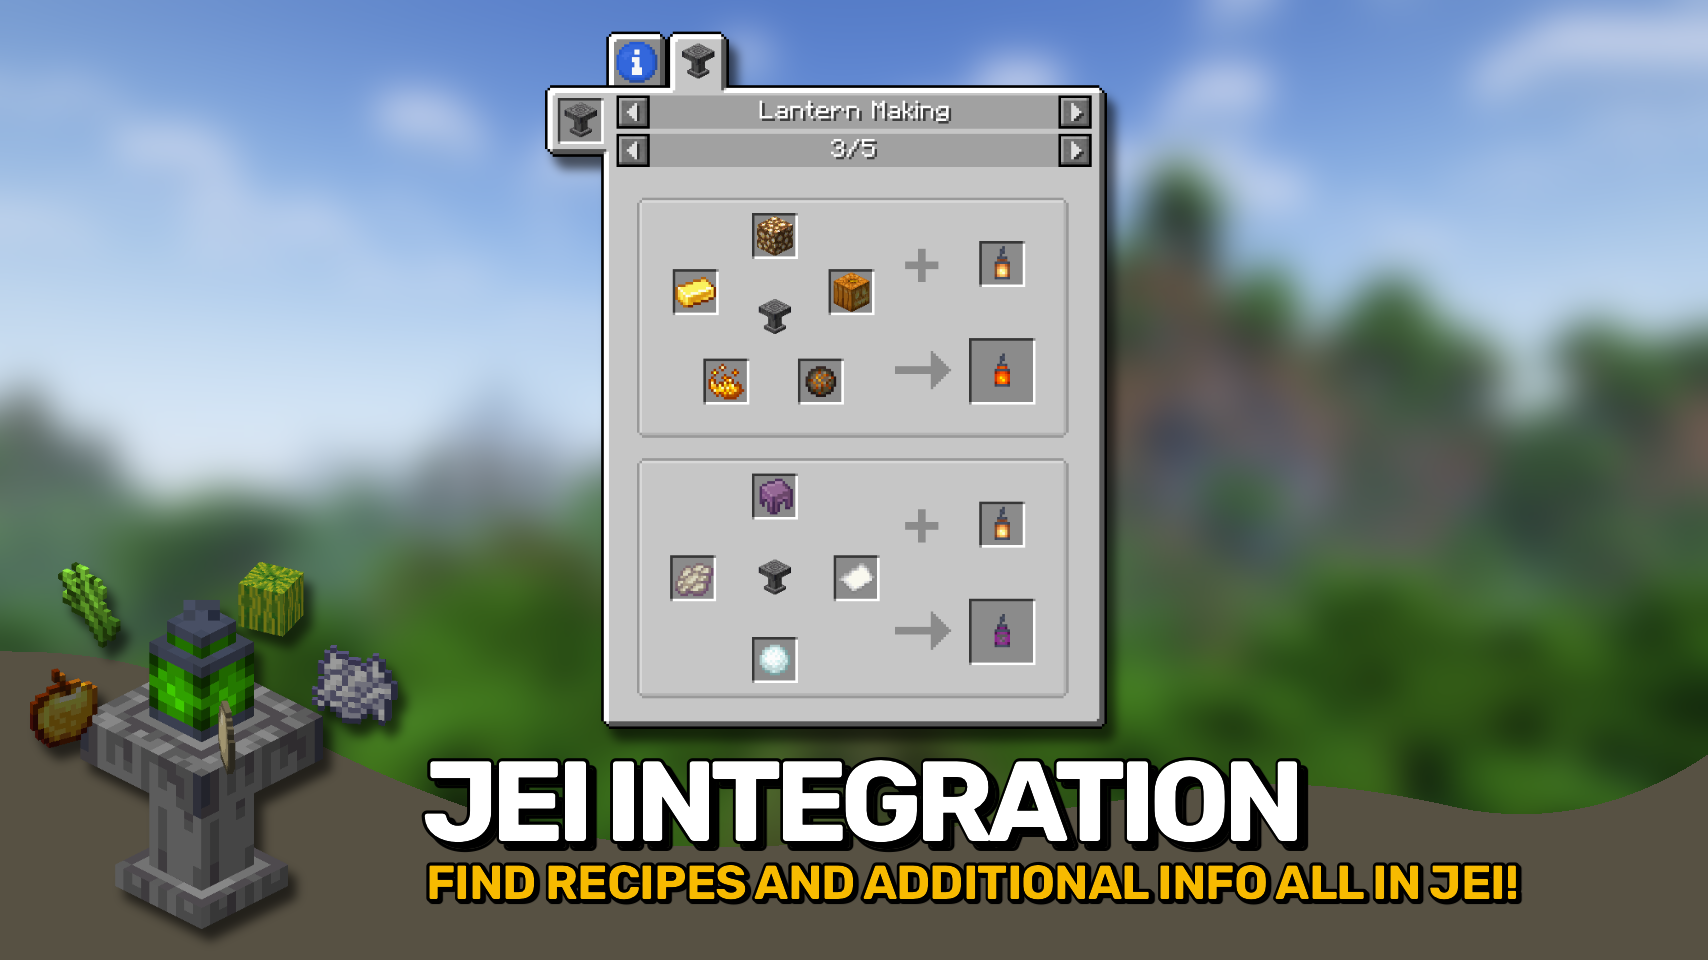 Lantern Making
3/5
JEI INTEGRATION
FIND RECIPES AND ADDITIONAL INFO ALL IN JEI!